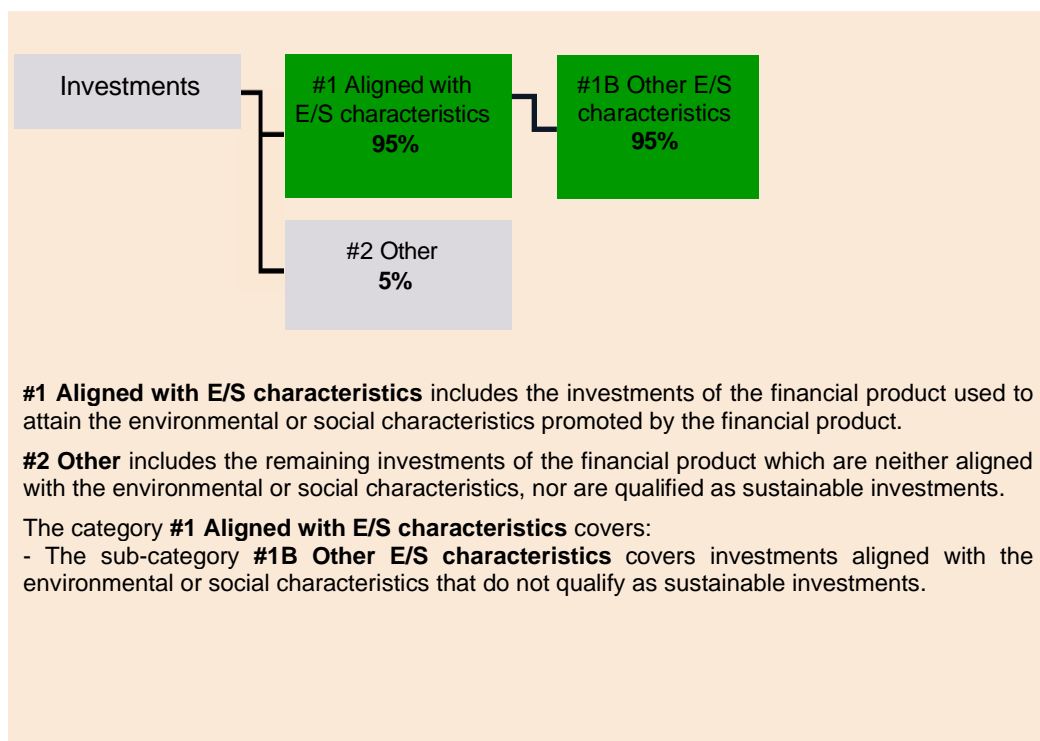 Investments
#1 Aligned with
E/S characteristics
95%
#1B Other E/S
characteristics
95%
#2 Other
5%
#1 Aligned with E/S characteristics includes the investments of the financial product used to
attain the environmental or social characteristics promoted by the financial product.
#2 Other includes the remaining investments of the financial product which are neither aligned
with the environmental or social characteristics, nor are qualified as sustainable investments.
The category #1 Aligned with E/S characteristics covers:
- The sub-category #1B Other E/S characteristics covers investments aligned with the
environmental or social characteristics that do not qualify as sustainable investments.